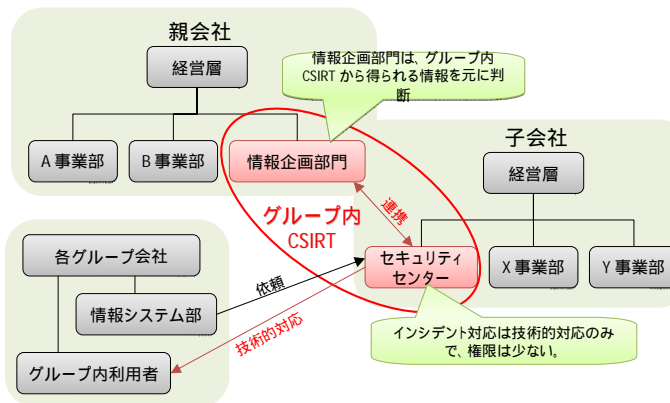 親会社
経営層
情報企画部門は、グループ内
CSIRT から得られる情報を元に判
断
A 事業部
B 事業部
情報企画部門
子会社
経営層
連携
グループ内
CSIRT
各グループ会社
セキュリティ
センター
X 事業部
Y 事業部
依頼
情報システム部
技術的対応
インシデント対応は技術的対応のみ
で、権限は少ない。
グループ内利用者